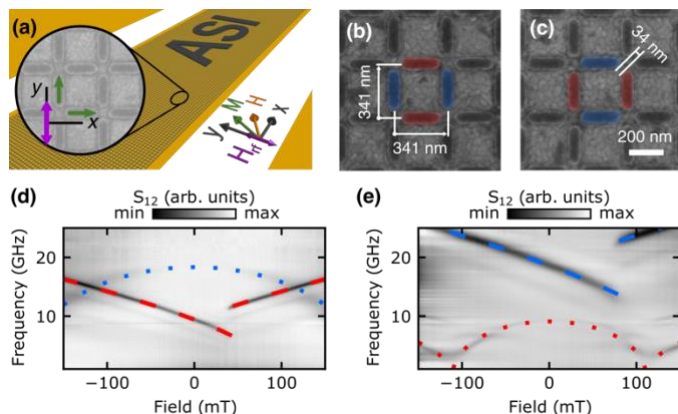 (a)
ASI
y
x
y
M
H
x
H_rf
(b)
341 nm
341 nm
(c)
34 nm
200 nm
(d)
S₁₂ (arb. units)
min max
Frequency (GHz)
20
10
−100 0 100
Field (mT)
(e)
S₁₂ (arb. units)
min max
Frequency (GHz)
20
10
−100 0 100
Field (mT)